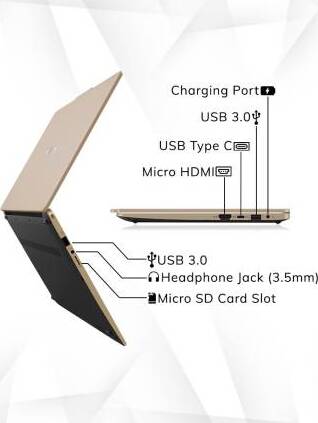 Charging Port
USB 3.0
USB Type C
Micro HDMI
USB 3.0
Headphone Jack (3.5mm)
Micro SD Card Slot